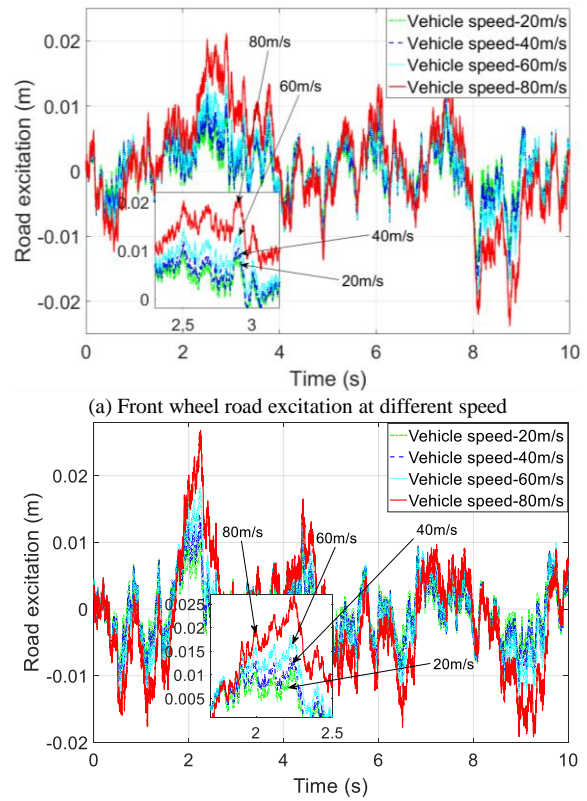 0.02
0.01
0
-0.01
-0.02
Road excitation (m)
Vehicle speed-20m/s
Vehicle speed-40m/s
Vehicle speed-60m/s
Vehicle speed-80m/s
80m/s
60m/s
40m/s
20m/s
0.02
0.01
0
2,5
3
0
2
4
6
8
10
Time (s)
(a) Front wheel road excitation at different speed
0.02
0.01
0
-0.01
-0.02
Road excitation (m)
Vehicle speed-20m/s
Vehicle speed-40m/s
Vehicle speed-60m/s
Vehicle speed-80m/s
80m/s
60m/s
40m/s
20m/s
0.025
0.02
0.015
0.01
0.005
2
2.5
0
2
4
6
8
10
Time (s)